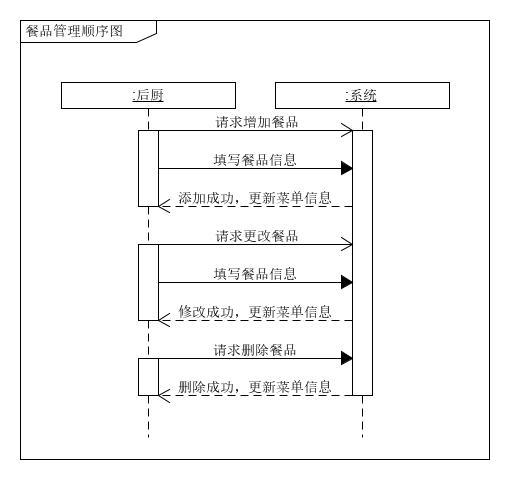 餐品管理顺序图
:后厨
:系统
请求增加餐品
填写餐品信息
添加成功，更新菜单信息
请求更改餐品
填写餐品信息
修改成功，更新菜单信息
请求删除餐品
删除成功，更新菜单信息